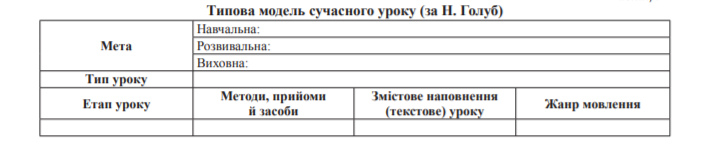 Типова модель сучасного уроку (за Н. Голуб)
Мета
Навчальна:
Розвивальна:
Виховна:
Тип уроку
Етап уроку
Методи, прийоми
й засоби
Змістове наповнення
(текстове) уроку
Жанр мовлення